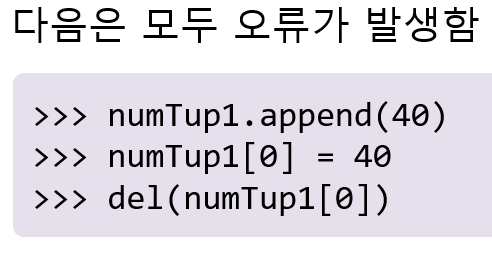 다음은 모두 오류가 발생함
>>> numTup1.append(40)
>>> numTup1[0] = 40
>>> del(numTup1[0])